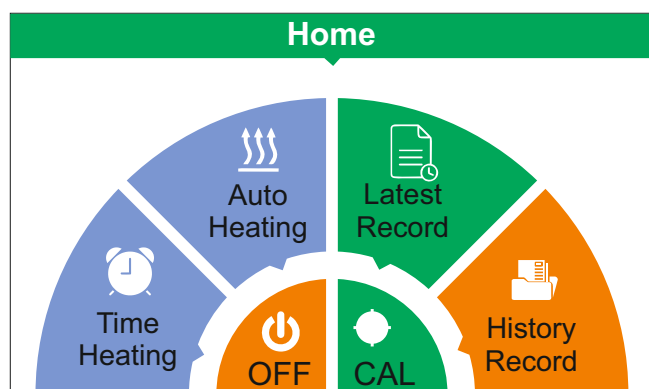 Home
Auto
Heating
Latest
Record
Time
Heating
History
Record
OFF
CAL